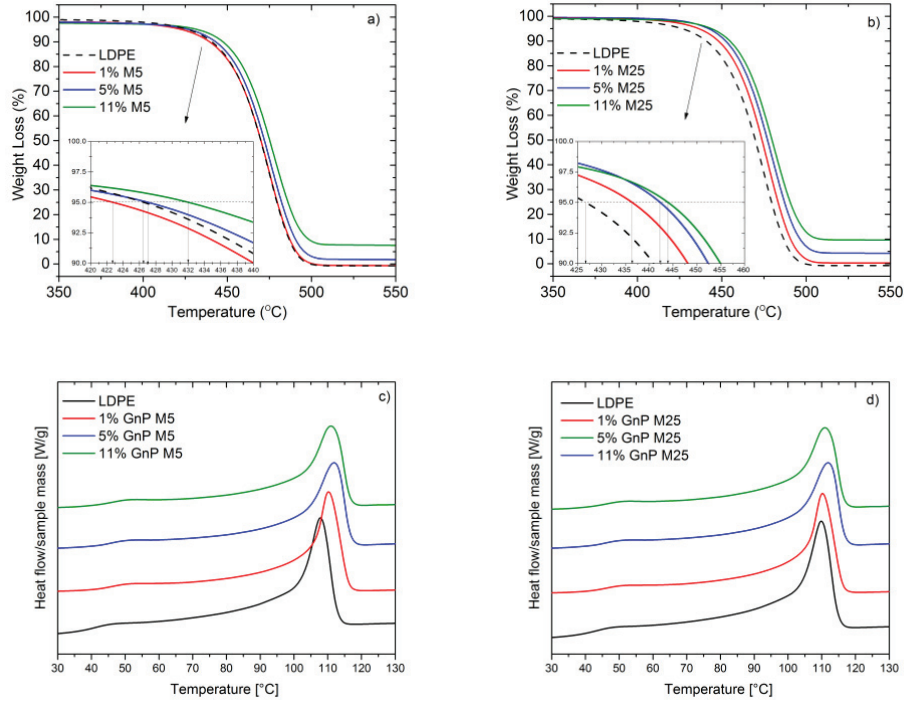 a)
100
90
80
70
60
50
40
30
20
10
0
Weight Loss (%)
LDPE
1% M5
5% M5
11% M5
100.0
97.5
95.0
92.5
90.0
420 422 424 426 428 430 432 434 436 438 440
350 400 450 500 550
Temperature (°C)
b)
100
90
80
70
60
50
40
30
20
10
0
Weight Loss (%)
LDPE
1% M25
5% M25
11% M25
100.0
97.5
95.0
92.5
90.0
425 430 435 440 445 450 455 460
350 400 450 500 550
Temperature (°C)
c)
Heat flow/sample mass [W/g]
LDPE
1% GnP M5
5% GnP M5
11% GnP M5
30 40 50 60 70 80 90 100 110 120 130
Temperature [°C]
d)
Heat flow/sample mass [W/g]
LDPE
1% GnP M25
5% GnP M25
11% GnP M25
30 40 50 60 70 80 90 100 110 120 130
Temperature [°C]